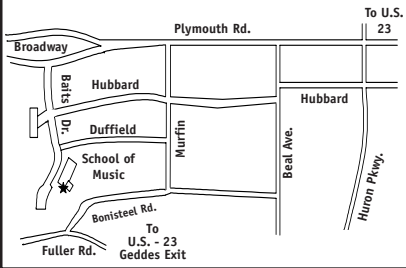 To U.S.
23
Plymouth Rd.
Broadway
Baits Dr.
Hubbard
Hubbard
Duffield
Murfin
Beal Ave.
School of
Music
Huron Pkwy.
Bonisteel Rd.
To
U.S. - 23
Geddes Exit
Fuller Rd.